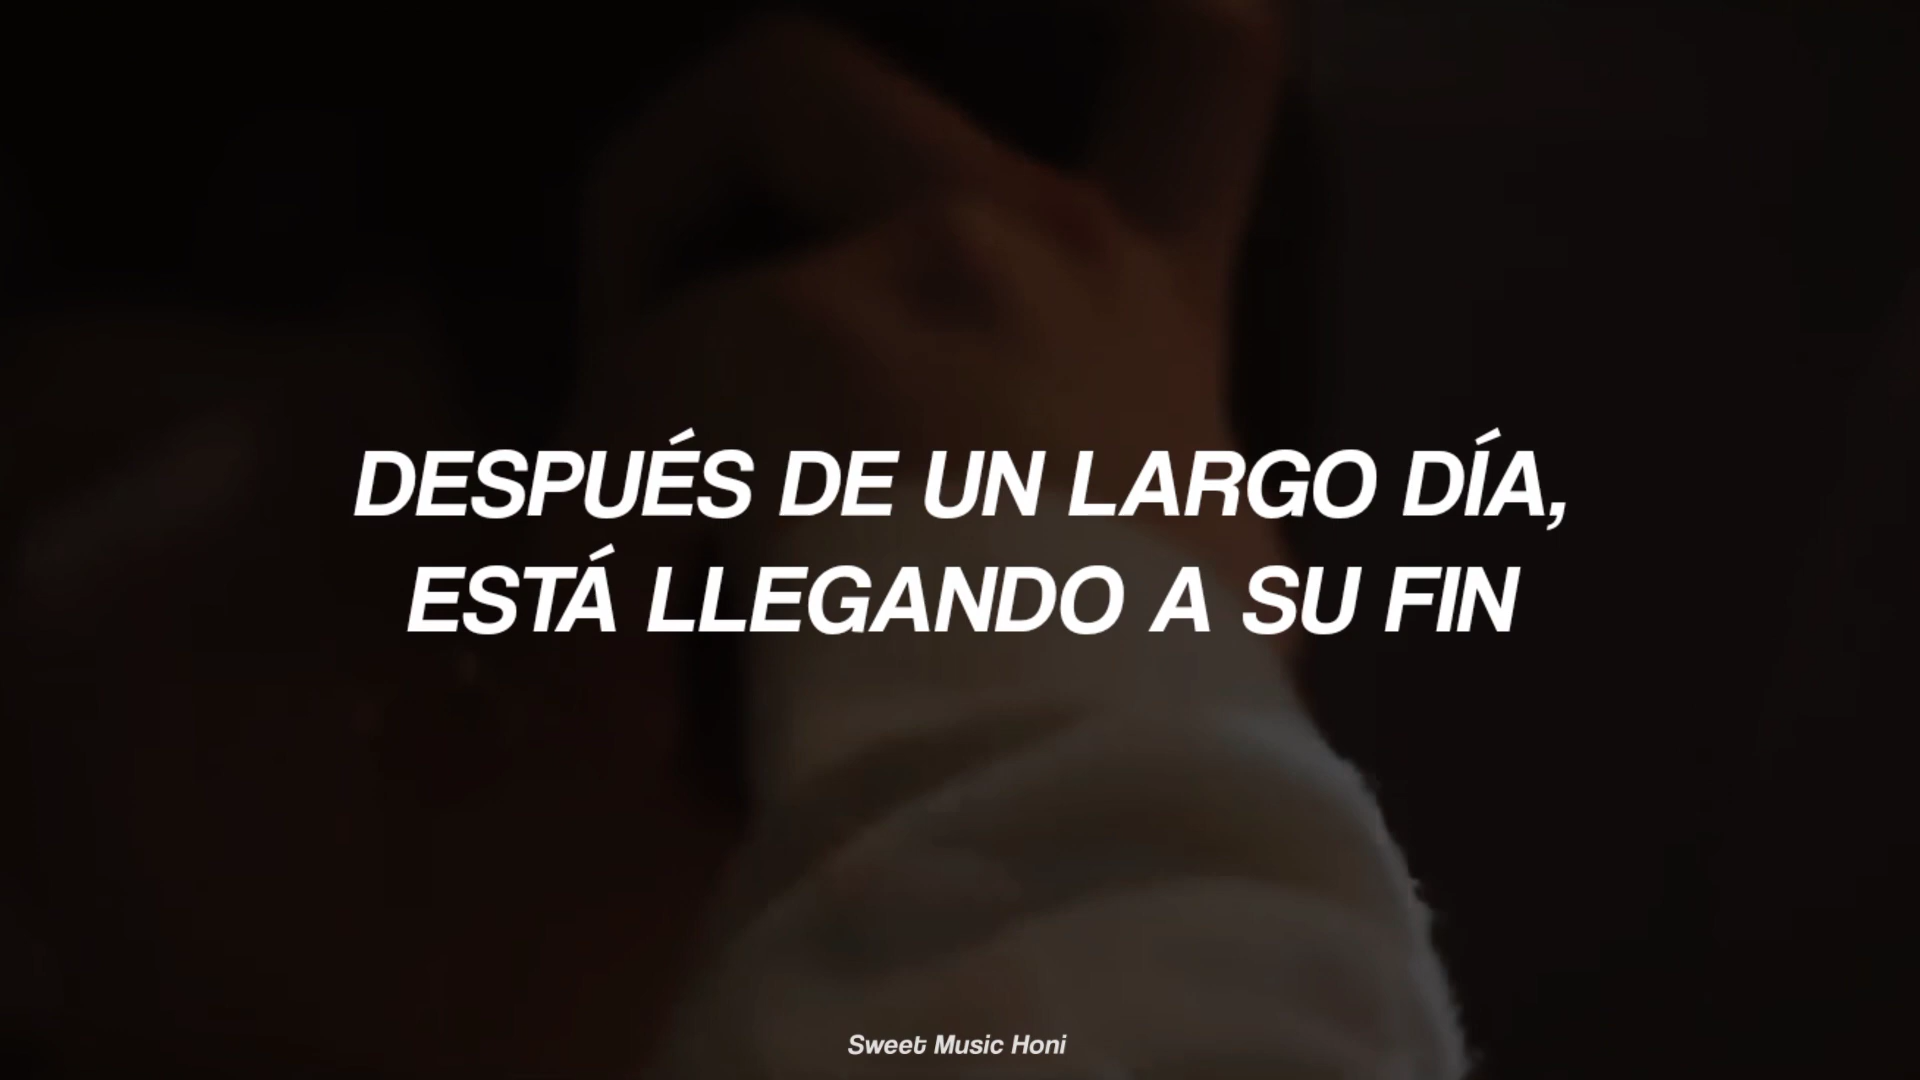 DESPUÉS DE UN LARGO DÍA,
ESTÁ LLEGANDO A SU FIN
Sweet Music Honi